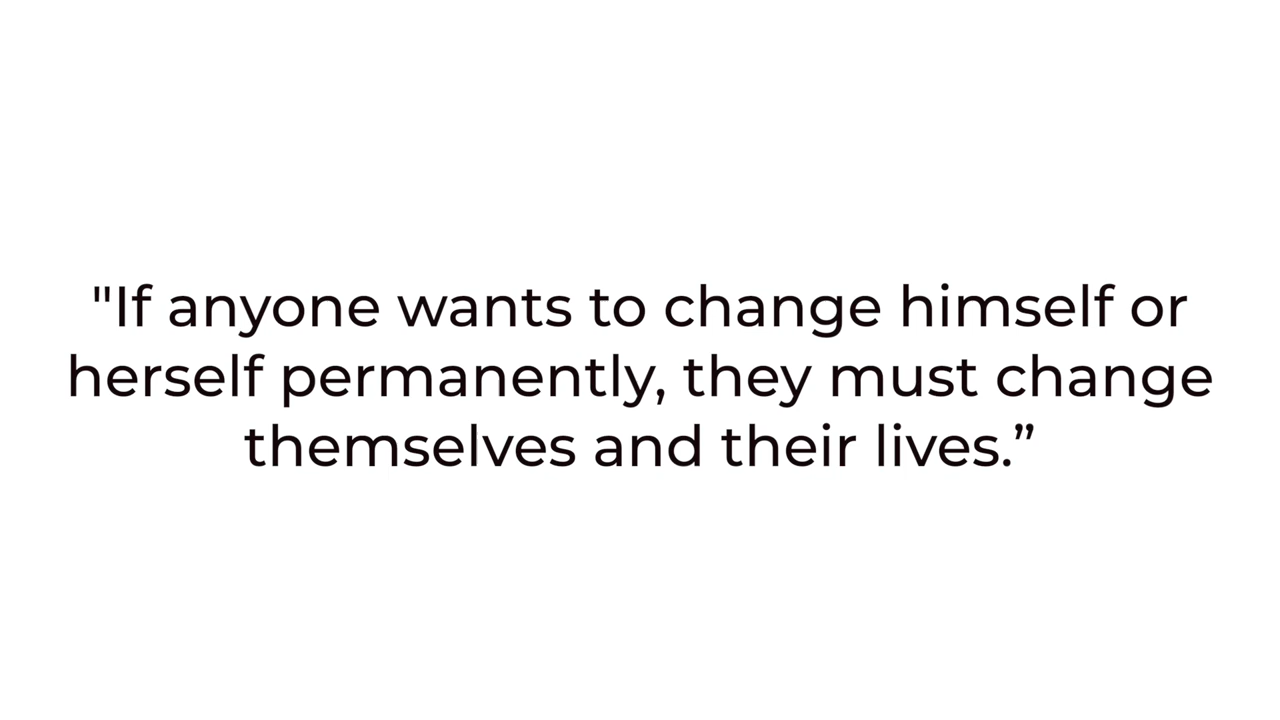 "If anyone wants to change himself or
herself permanently, they must change
themselves and their lives.”